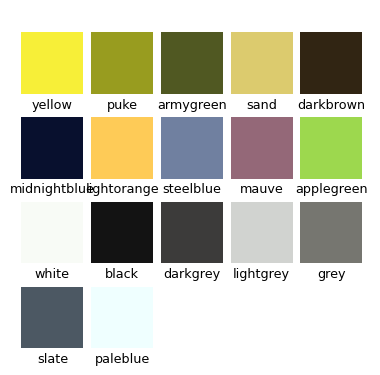 yellow puke armygreen sand darkbrown
midnightblue lightorange steelblue mauve applegreen
white black darkgrey lightgrey grey
slate paleblue